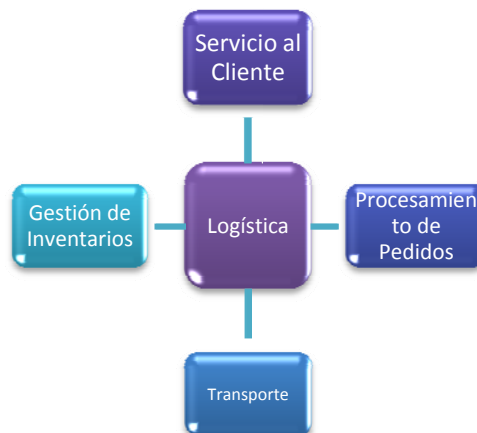 Servicio al
Cliente
Gestión de
Inventarios
Logística
Procesamien
to de
Pedidos
Transporte